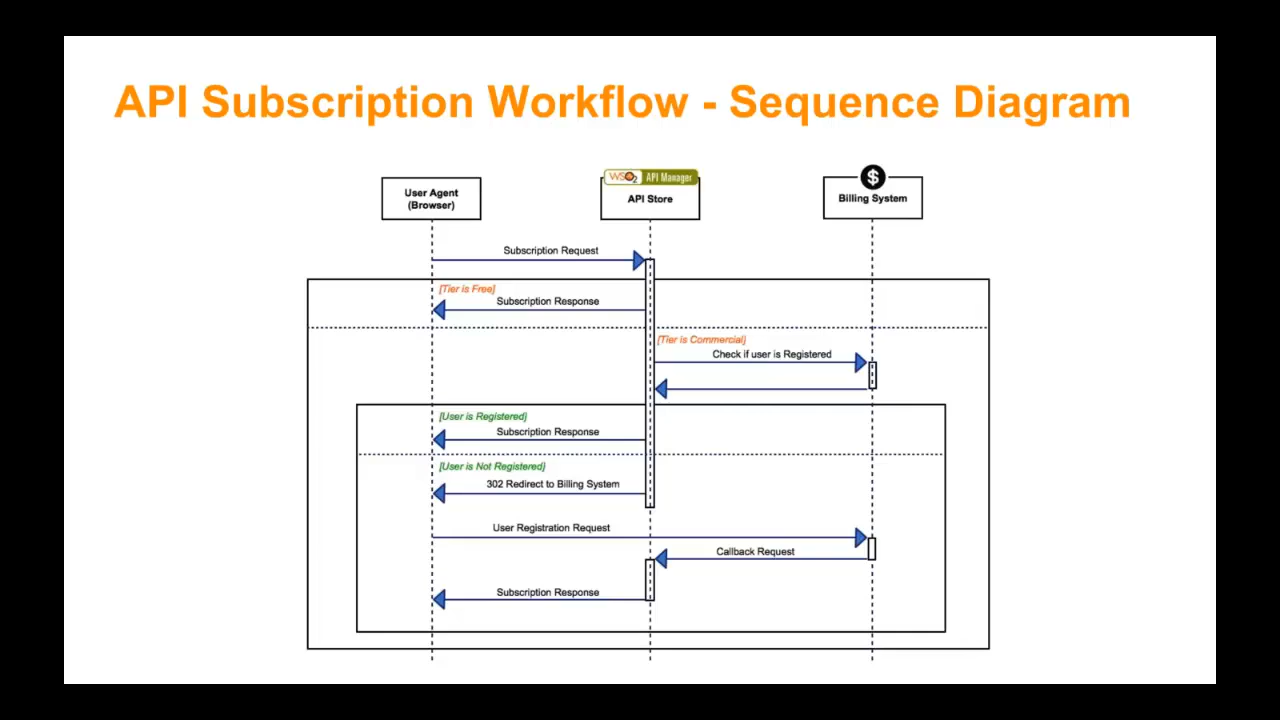 API Subscription Workflow - Sequence Diagram
User Agent
(Browser)
WSO2 API Manager
API Store
$
Billing System
Subscription Request
[Tier is Free]
Subscription Response
[Tier is Commercial]
Check if user is Registered
[User is Registered]
Subscription Response
[User is Not Registered]
302 Redirect to Billing System
User Registration Request
Callback Request
Subscription Response